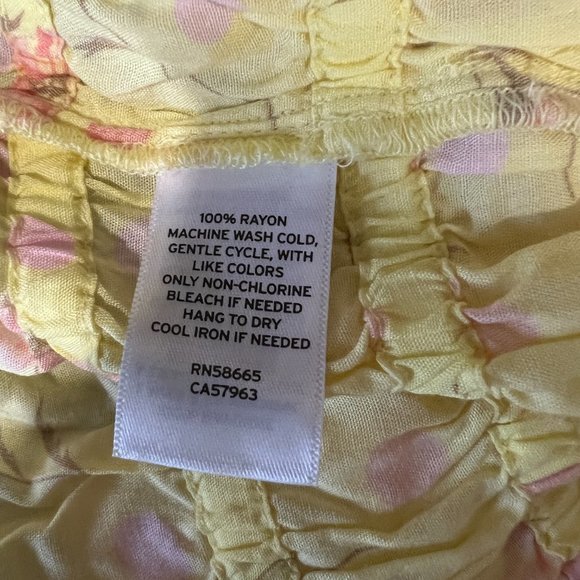 100% RAYON
MACHINE WASH COLD,
GENTLE CYCLE, WITH
LIKE COLORS
ONLY NON-CHLORINE
BLEACH IF NEEDED
HANG TO DRY
COOL IRON IF NEEDED
RN58665
CA57963